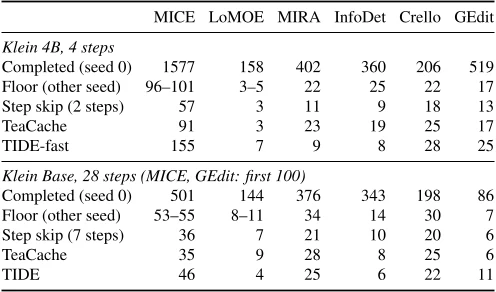 MICE LoMOE MIRA InfoDet Crello GEdit
Klein 4B, 4 steps
Completed (seed 0) 1577 158 402 360 206 519
Floor (other seed) 96–101 3–5 22 25 22 17
Step skip (2 steps) 57 3 11 9 18 13
TeaCache 91 3 23 19 25 17
TIDE-fast 155 7 9 8 28 25
Klein Base, 28 steps (MICE, GEdit: first 100)
Completed (seed 0) 501 144 376 343 198 86
Floor (other seed) 53–55 8–11 34 14 30 7
Step skip (7 steps) 36 7 21 10 20 6
TeaCache 35 9 28 8 25 6
TIDE 46 4 25 6 22 11